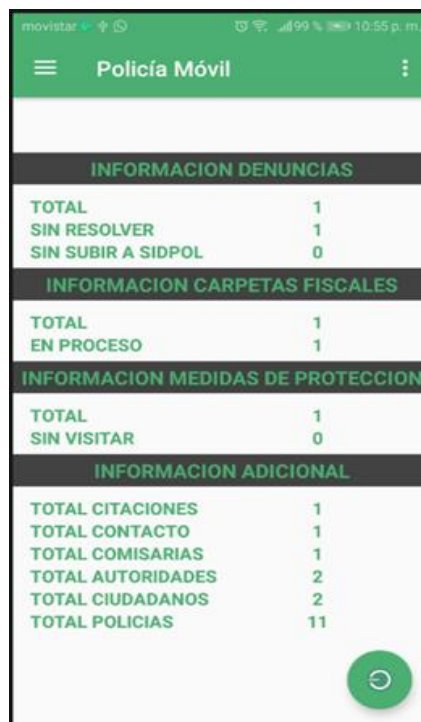 movistar 99 % 10:55 p. m.
Policía Móvil
INFORMACION DENUNCIAS
TOTAL 1
SIN RESOLVER 1
SIN SUBIR A SIDPOL 0
INFORMACION CARPETAS FISCALES
TOTAL 1
EN PROCESO 1
INFORMACION MEDIDAS DE PROTECCION
TOTAL 1
SIN VISITAR 0
INFORMACION ADICIONAL
TOTAL CITACIONES 1
TOTAL CONTACTO 1
TOTAL COMISARIAS 1
TOTAL AUTORIDADES 2
TOTAL CIUDADANOS 2
TOTAL POLICIAS 11